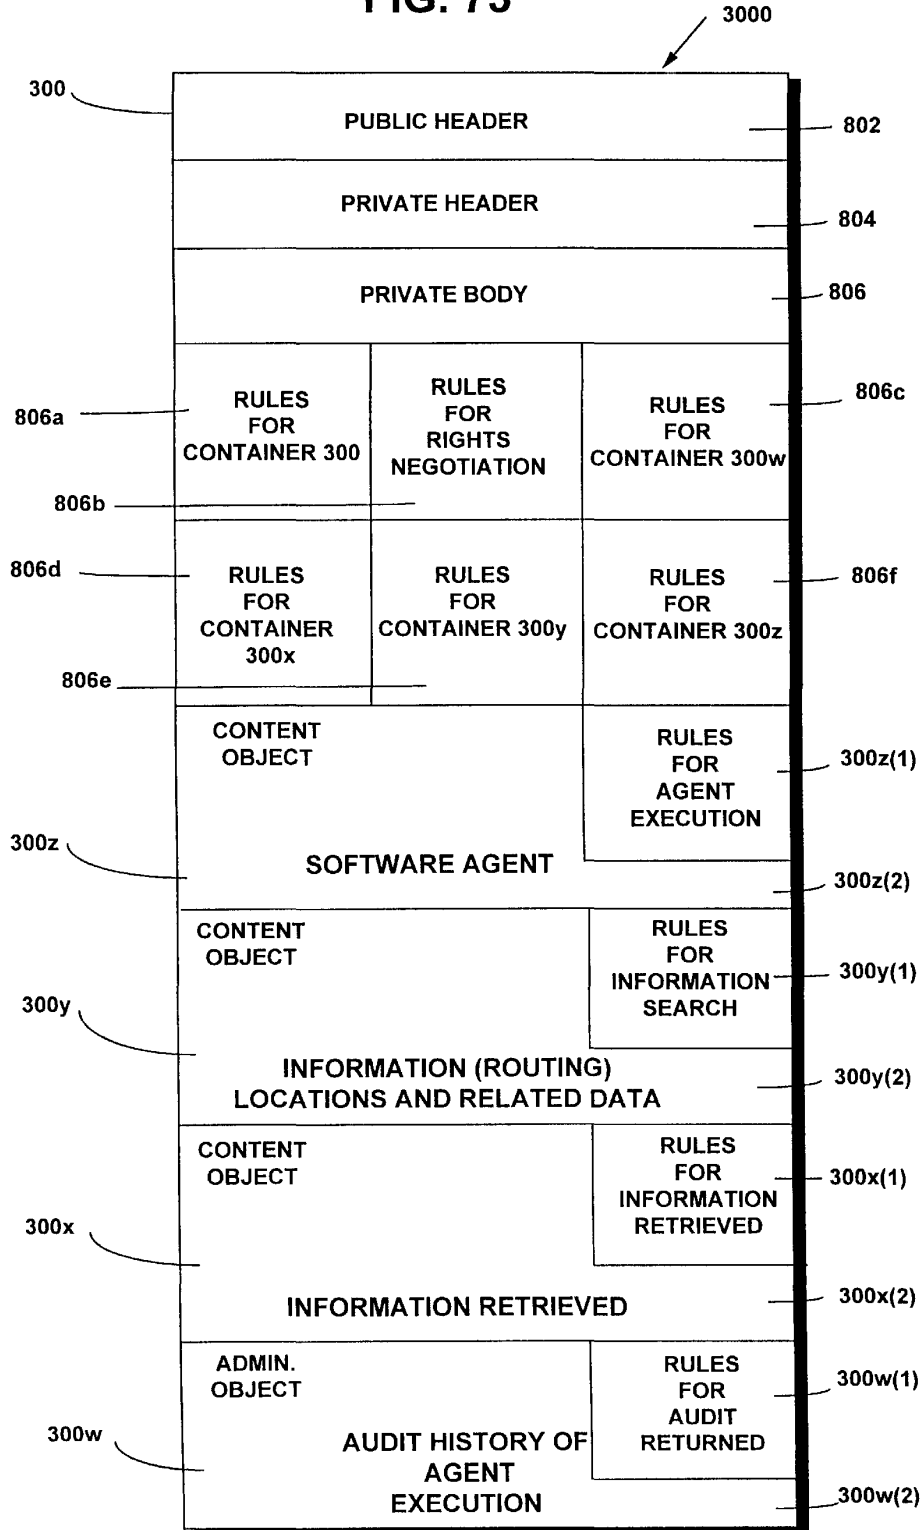 FIG. 73
3000
300
PUBLIC HEADER
802
PRIVATE HEADER
804
PRIVATE BODY
806
806a
RULES
FOR
CONTAINER 300
806b
RULES
FOR
RIGHTS
NEGOTIATION
806c
RULES
FOR
CONTAINER 300w
806d
RULES
FOR
CONTAINER
300x
806e
RULES
FOR
CONTAINER 300y
806f
RULES
FOR
CONTAINER 300z
CONTENT
OBJECT
RULES
FOR
AGENT
EXECUTION
300z(1)
300z
SOFTWARE AGENT
300z(2)
CONTENT
OBJECT
RULES
FOR
INFORMATION
SEARCH
300y(1)
300y
INFORMATION (ROUTING)
LOCATIONS AND RELATED DATA
300y(2)
CONTENT
OBJECT
RULES
FOR
INFORMATION
RETRIEVED
300x(1)
300x
INFORMATION RETRIEVED
300x(2)
ADMIN.
OBJECT
RULES
FOR
AUDIT
RETURNED
300w(1)
300w
AUDIT HISTORY OF
AGENT
EXECUTION
300w(2)